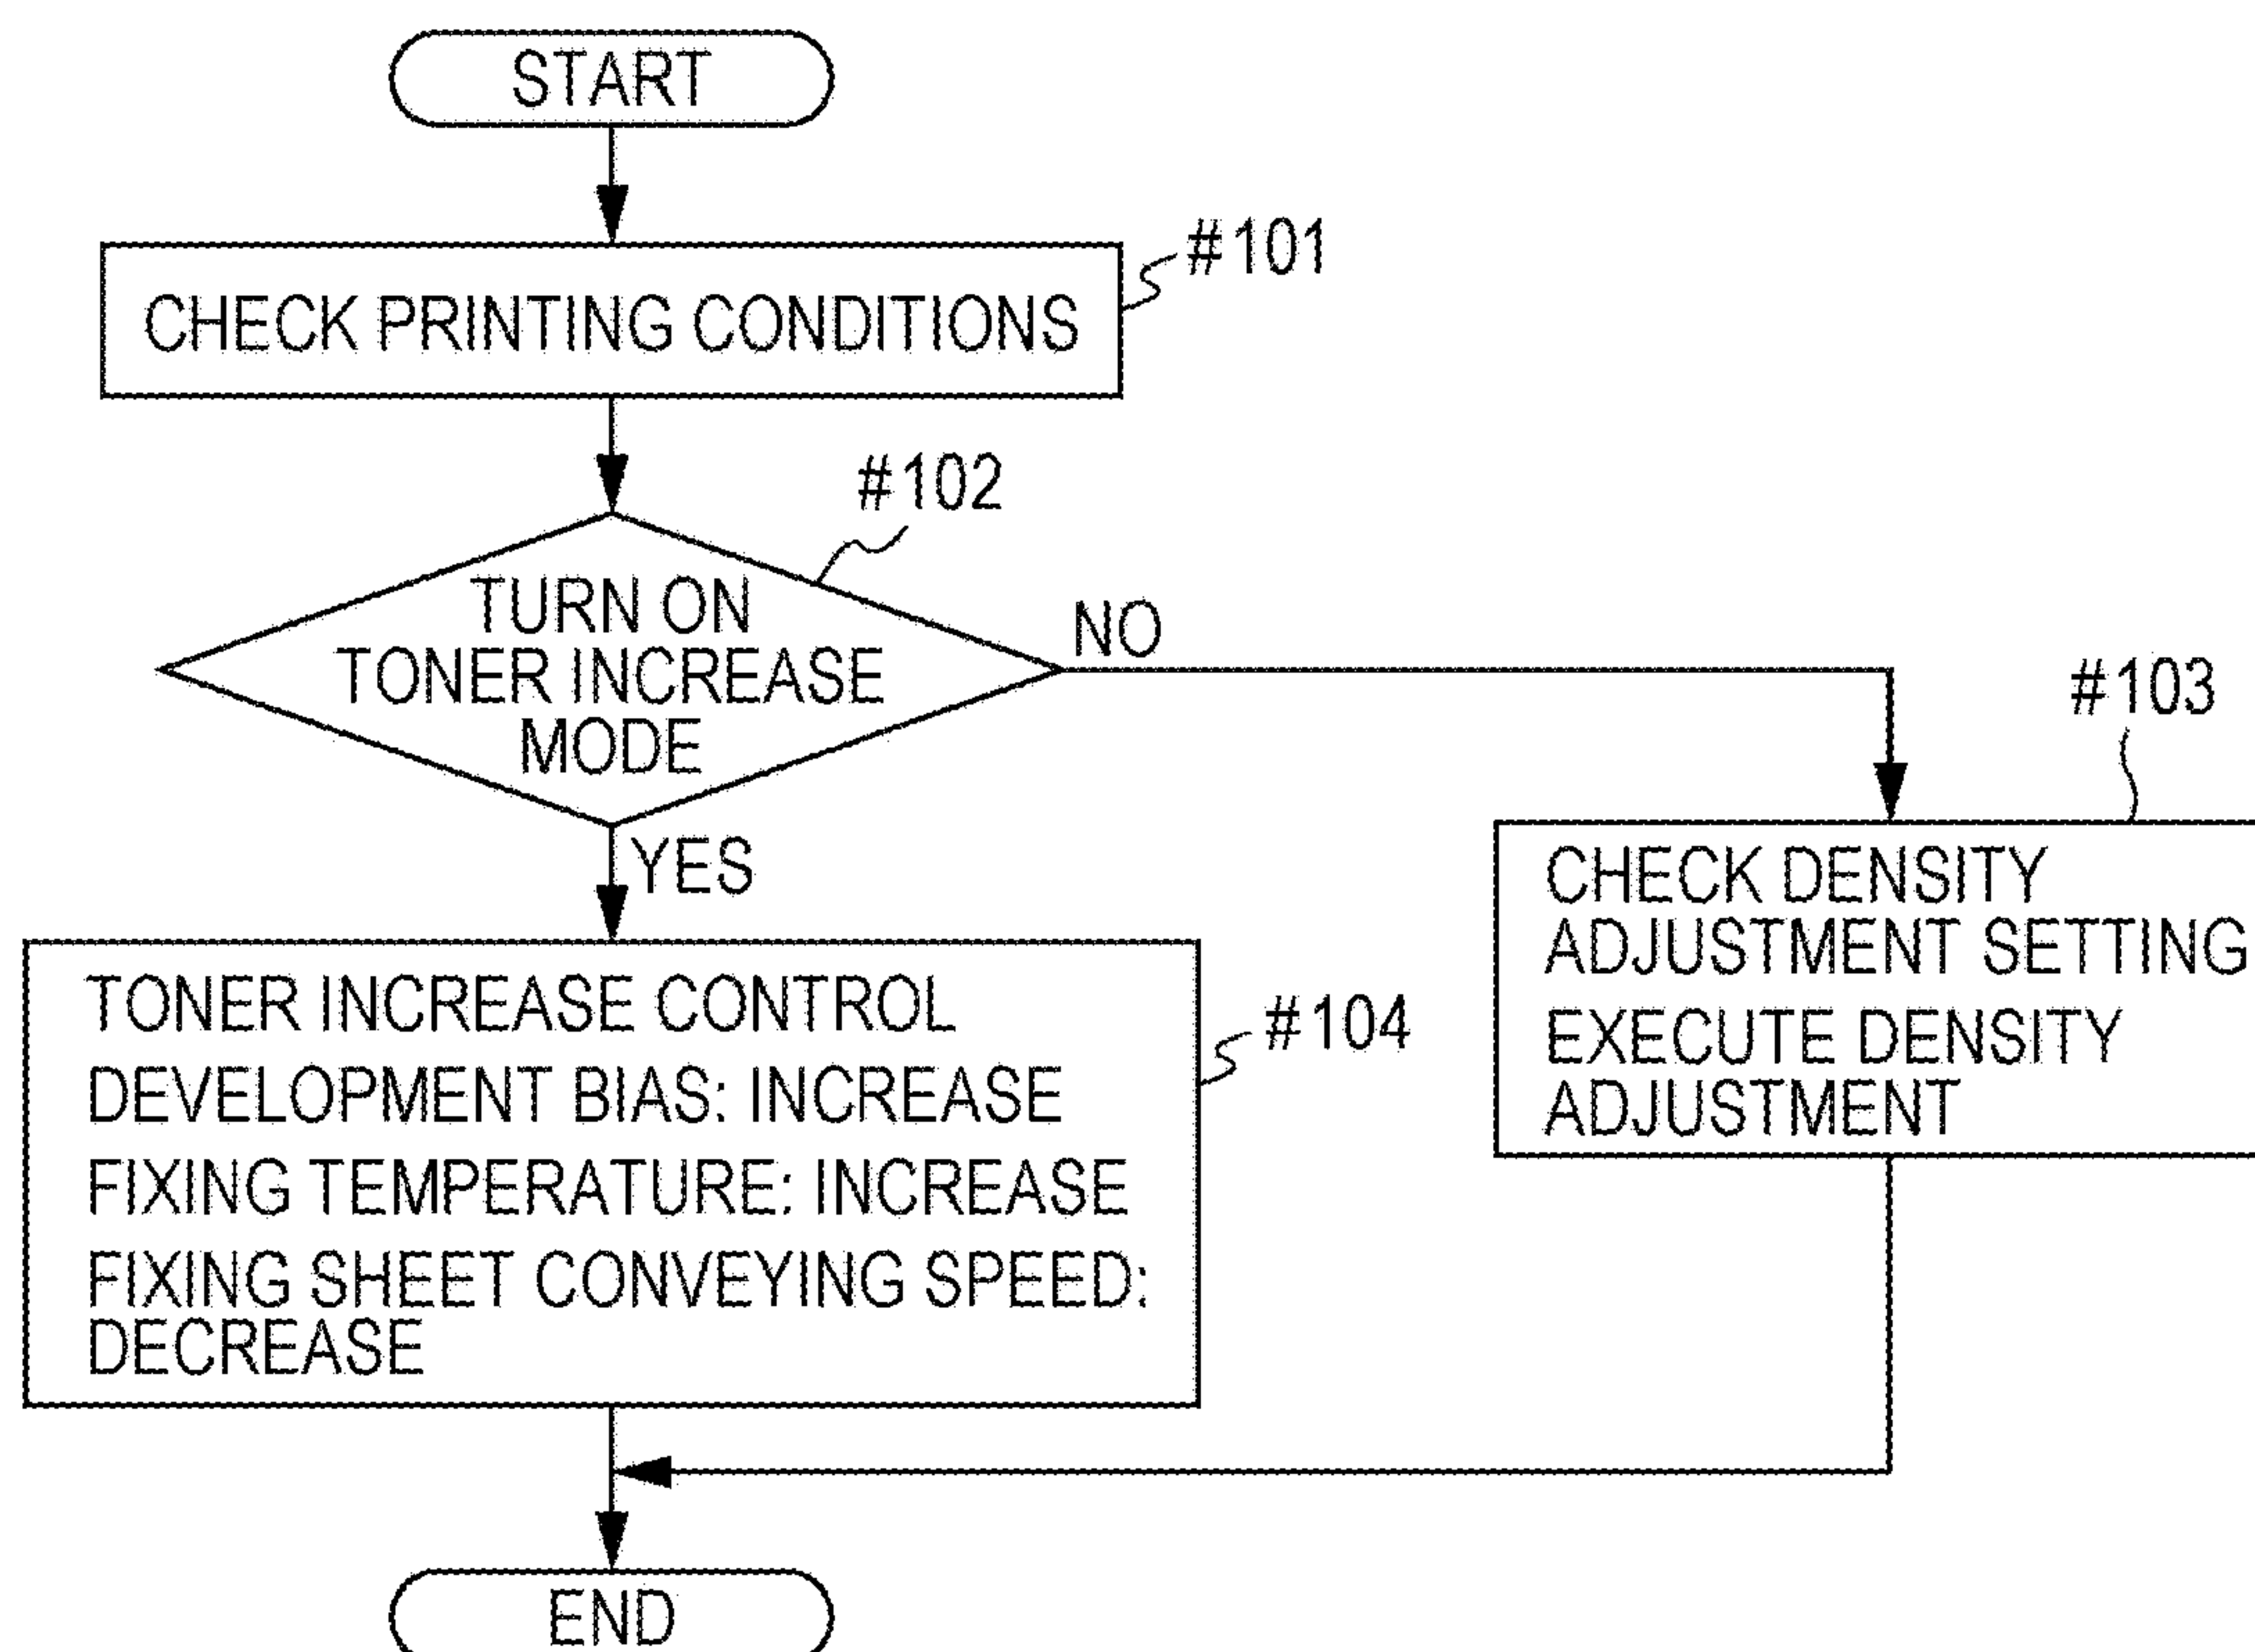 START
#101
CHECK PRINTING CONDITIONS
#102
TURN ON
TONER INCREASE
MODE
NO
YES
#103
CHECK DENSITY
ADJUSTMENT SETTING
EXECUTE DENSITY
ADJUSTMENT
TONER INCREASE CONTROL
DEVELOPMENT BIAS: INCREASE
FIXING TEMPERATURE: INCREASE
FIXING SHEET CONVEYING SPEED:
DECREASE
#104
END